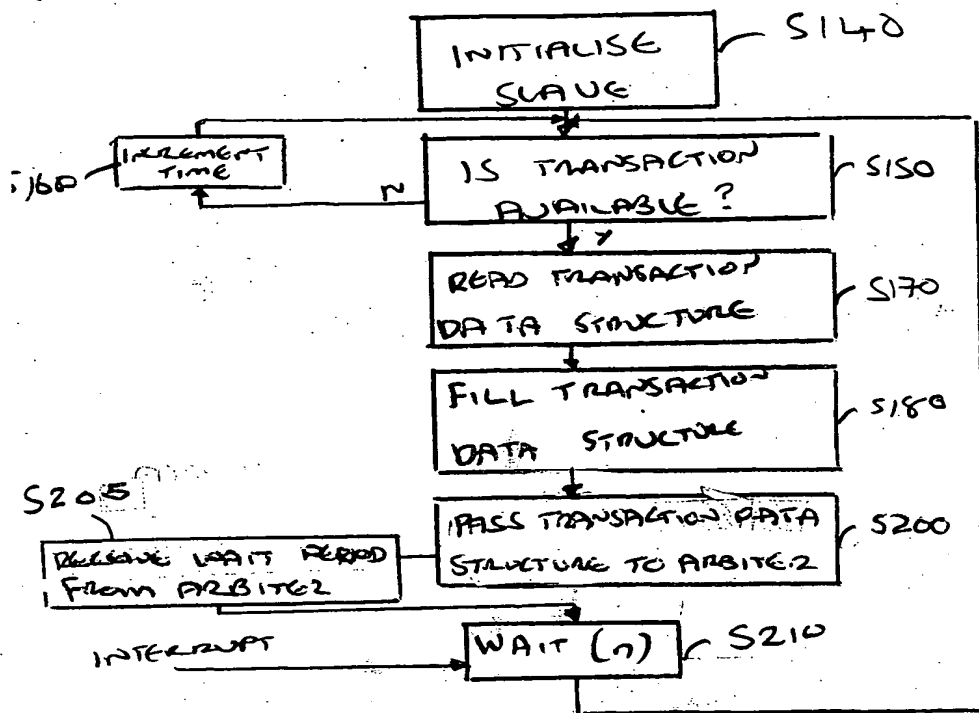 INITIALISE
SLAVE
S140
INCREMENT
TIME
S160
IS TRANSACTION
AVAILABLE?
S150
N
Y
READ TRANSACTION
DATA STRUCTURE
S170
FILL TRANSACTION
DATA STRUCTURE
S180
S205
RECEIVE WAIT PERIOD
FROM ARBITER
PASS TRANSACTION DATA
STRUCTURE TO ARBITER
S200
INTERRUPT
WAIT (n)
S210